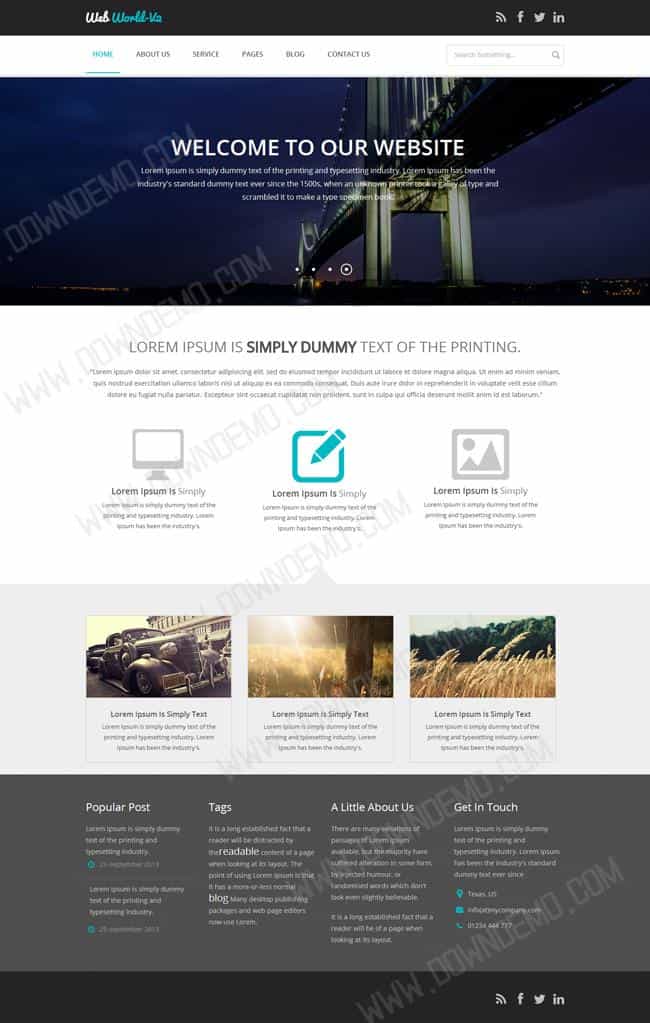 Web World-V2
HOME ABOUT US SERVICE PAGES BLOG CONTACT US
Search Something...
WELCOME TO OUR WEBSITE
Lorem Ipsum is simply dummy text of the printing and typesetting industry. Lorem Ipsum has been the
industry's standard dummy text ever since the 1500s, when an unknown printer took a galley of type and
scrambled it to make a type specimen book.
LOREM IPSUM IS SIMPLY DUMMY TEXT OF THE PRINTING.
"Lorem ipsum dolor sit amet, consectetur adipiscing elit, sed do eiusmod tempor incididunt ut labore et dolore magna aliqua. Ut enim ad minim veniam,
quis nostrud exercitation ullamco laboris nisi ut aliquip ex ea commodo consequat. Duis aute irure dolor in reprehenderit in voluptate velit esse cillum
dolore eu fugiat nulla pariatur. Excepteur sint occaecat cupidatat non proident, sunt in culpa qui officia deserunt mollit anim id est laborum."
Lorem Ipsum Is Simply
Lorem Ipsum is simply dummy text of the
printing and typesetting industry. Lorem
Ipsum has been the industry's.
Lorem Ipsum Is Simply
Lorem Ipsum is simply dummy text of the
printing and typesetting industry. Lorem
Ipsum has been the industry's.
Lorem Ipsum Is Simply
Lorem Ipsum is simply dummy text of the
printing and typesetting industry. Lorem
Ipsum has been the industry's.
Lorem Ipsum Is Simply Text
Lorem Ipsum is simply dummy text of the
printing and typesetting industry. Lorem
Ipsum has been the industry's.
Lorem Ipsum Is Simply Text
Lorem Ipsum is simply dummy text of the
printing and typesetting industry. Lorem
Ipsum has been the industry's.
Lorem Ipsum Is Simply Text
Lorem Ipsum is simply dummy text of the
printing and typesetting industry. Lorem
Ipsum has been the industry's.
Popular Post
Lorem Ipsum is simply dummy
text of the printing and
typesetting industry.
25-september 2013
Lorem Ipsum is simply dummy
text of the printing and
typesetting industry.
25-september 2013
Tags
It is a long established fact that a
reader will be distracted by
the readable content of a page
when looking at its layout. The
point of using Lorem Ipsum is that
it has a more-or-less normal
blog Many desktop publishing
packages and web page editors
now use Lorem.
A Little About Us
There are many variations of
passages of Lorem Ipsum
available, but the majority have
suffered alteration in some form,
by injected humour, or
randomised words which don't
look even slightly believable.
It is a long established fact that a
reader will be of a page when
looking at its layout.
Get In Touch
Lorem Ipsum is simply dummy
text of the printing and
typesetting industry. Lorem Ipsum
has been the industry's standard
dummy text ever since
Texas, US
info(at)mycompany.com
01234 444 777
WWW.DOWNDEMO.COM
WWW.DOWNDEMO.COM
WWW.DOWNDEMO.COM
WWW.DOWNDEMO.COM